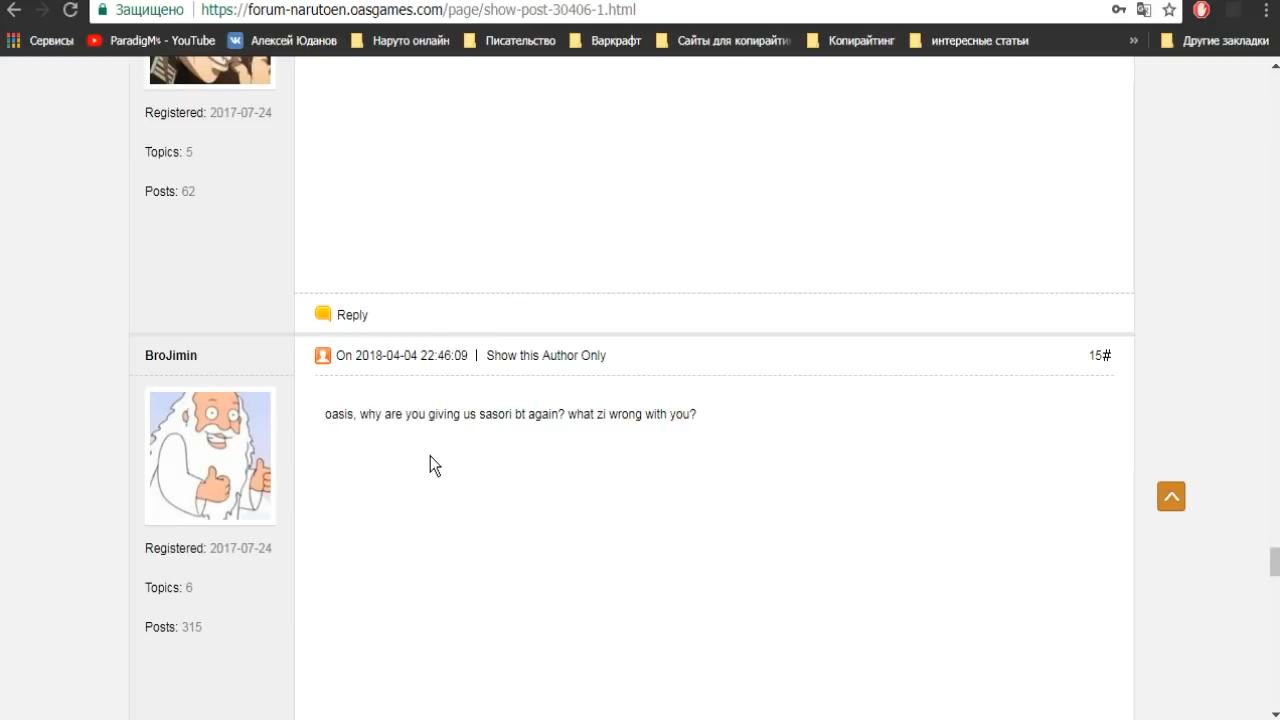 Защищено https://forum-narutoen.oasgames.com/page/show-post-30406-1.html
Сервисы ParadigMs - YouTube Алексей Юданов Наруто онлайн Писательство Варкрафт Сайты для копирайти Копирайтинг интересные статьи » Другие закладки
Registered: 2017-07-24
Topics: 5
Posts: 62
Reply
BroJimin On 2018-04-04 22:46:09 | Show this Author Only 15#
oasis, why are you giving us sasori bt again? what zi wrong with you?
Registered: 2017-07-24
Topics: 6
Posts: 315